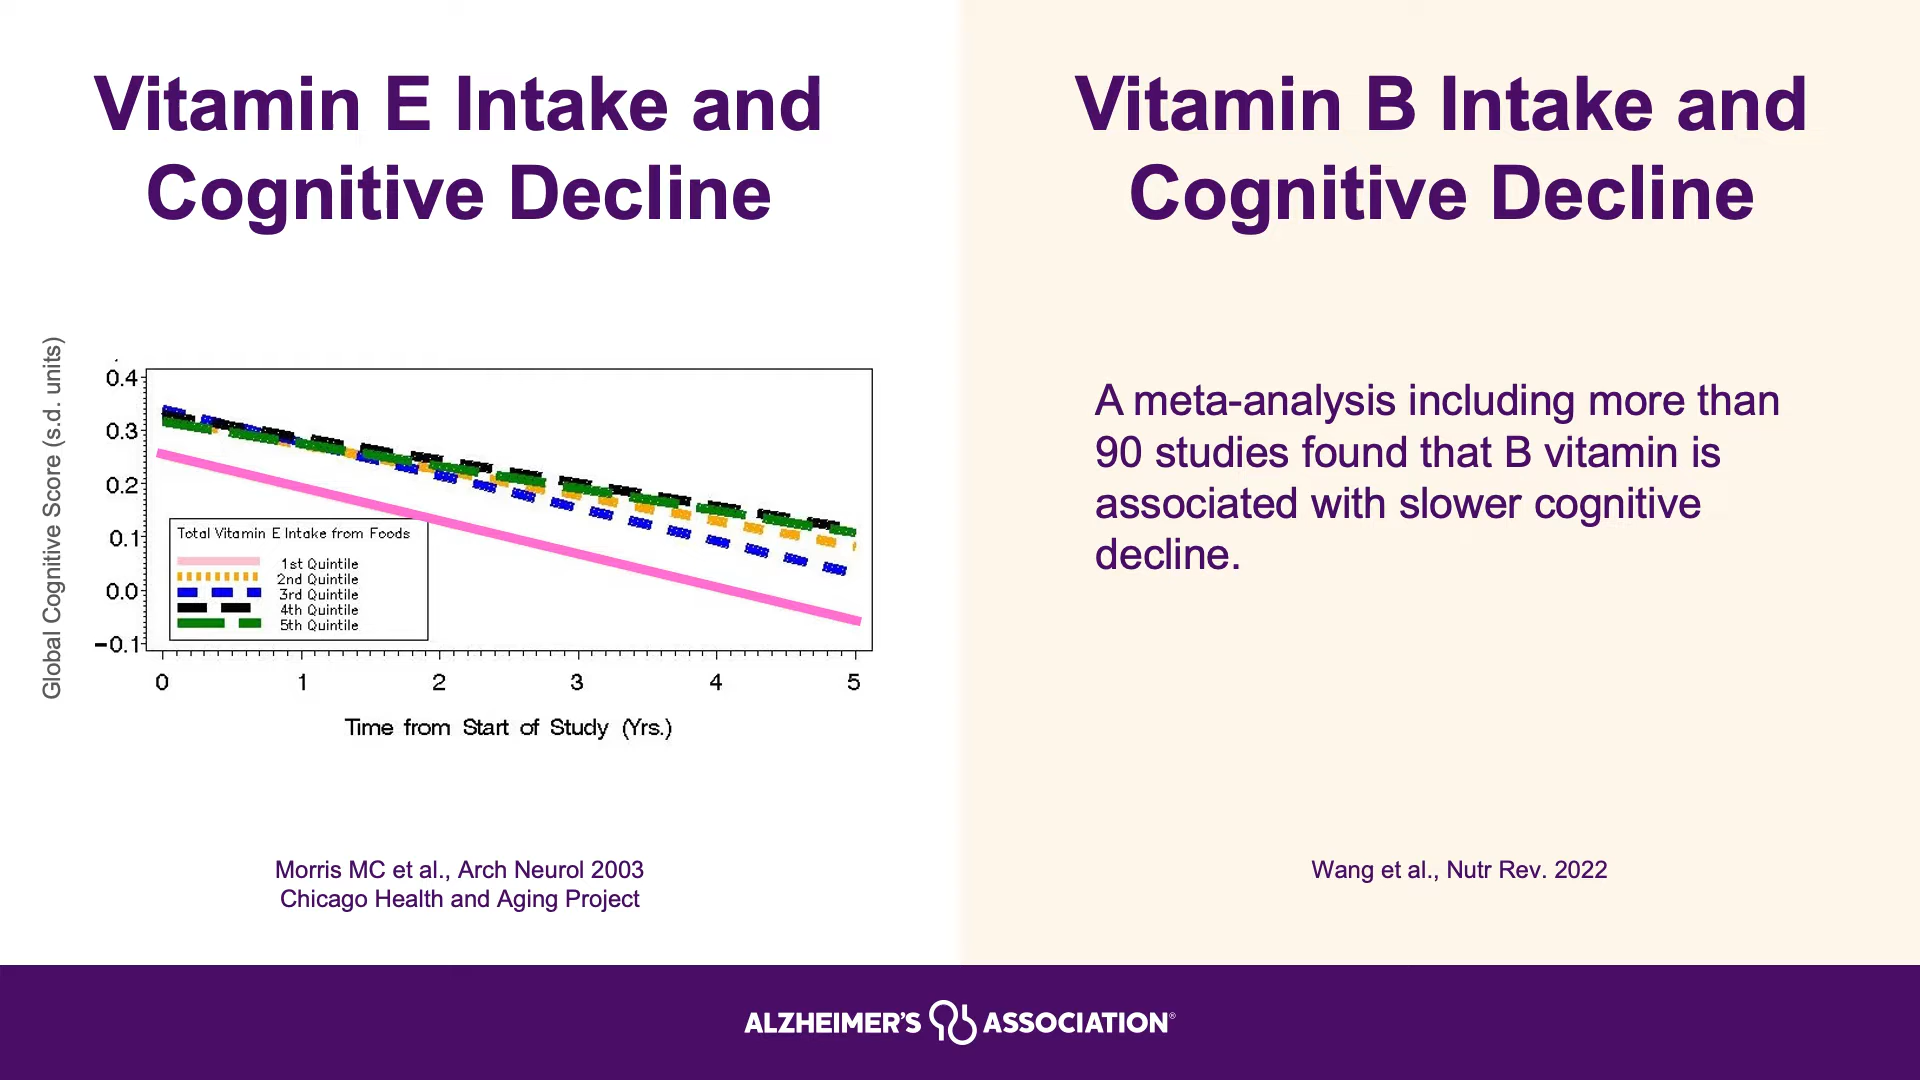 Vitamin E Intake and
Cognitive Decline
Global Cognitive Score (s.d. units)
0.4
0.3
0.2
0.1
0.0
−0.1
Total Vitamin E Intake from Foods
1st Quintile
2nd Quintile
3rd Quintile
4th Quintile
5th Quintile
0 1 2 3 4 5
Time from Start of Study (Yrs.)
Morris MC et al., Arch Neurol 2003
Chicago Health and Aging Project
Vitamin B Intake and
Cognitive Decline
A meta-analysis including more than
90 studies found that B vitamin is
associated with slower cognitive
decline.
Wang et al., Nutr Rev. 2022
ALZHEIMER'S ASSOCIATION®